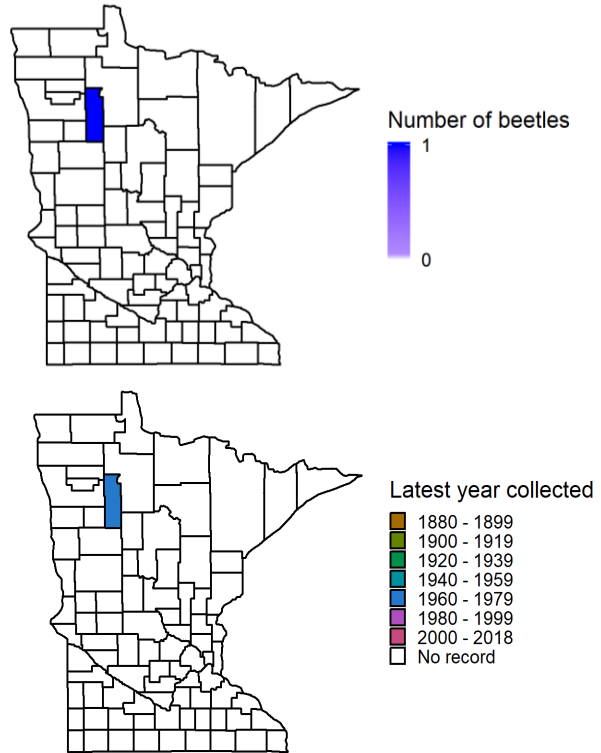 Number of beetles
1
0
Latest year collected
1880 - 1899
1900 - 1919
1920 - 1939
1940 - 1959
1960 - 1979
1980 - 1999
2000 - 2018
No record